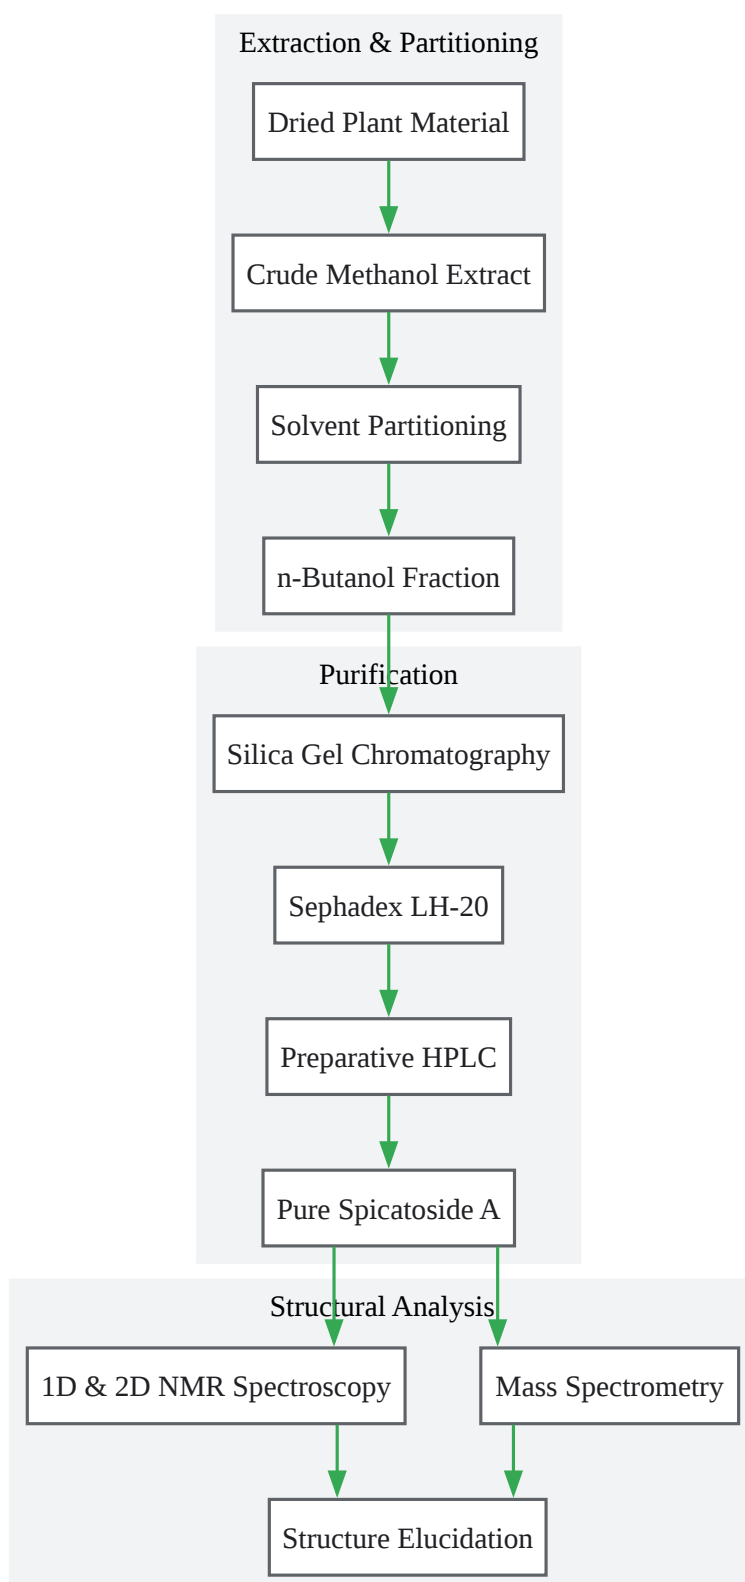 Extraction & Partitioning
Dried Plant Material
Crude Methanol Extract
Solvent Partitioning
n-Butanol Fraction
Purification
Silica Gel Chromatography
Sephadex LH-20
Preparative HPLC
Pure Spicatoside A
Structural Analysis
1D & 2D NMR Spectroscopy
Mass Spectrometry
Structure Elucidation